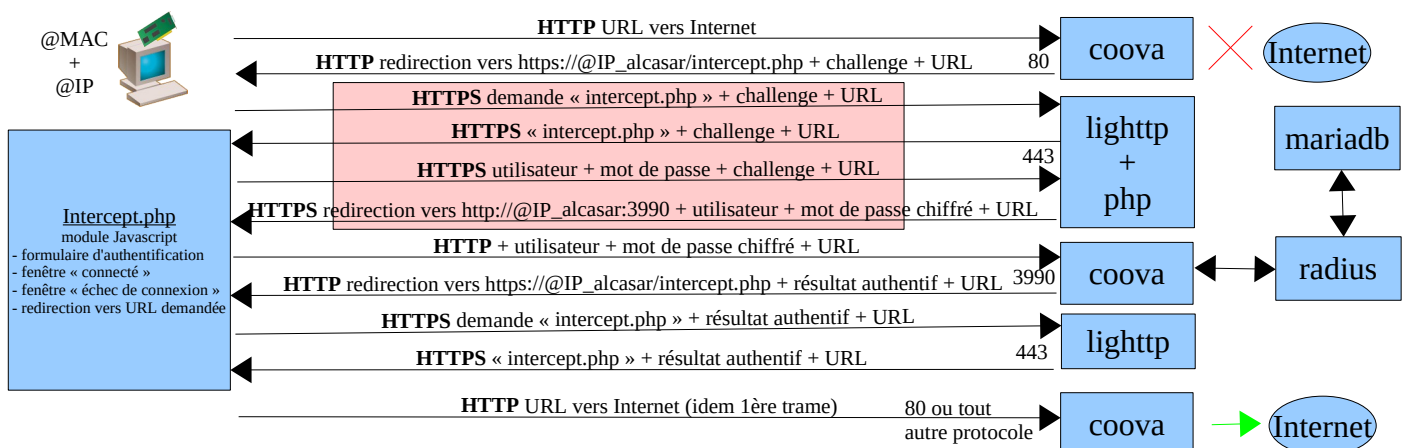 @MAC
+
@IP
HTTP URL vers Internet
HTTP redirection vers https://@IP_alcasar/intercept.php + challenge + URL
80
coova
Internet
HTTPS demande « intercept.php » + challenge + URL
HTTPS « intercept.php » + challenge + URL
HTTPS utilisateur + mot de passe + challenge + URL
HTTPS redirection vers http://@IP_alcasar:3990 + utilisateur + mot de passe chiffré + URL
443
lighttp
+
php
mariadb
Intercept.php
module Javascript
- formulaire d'authentification
- fenêtre « connecté »
- fenêtre « échec de connexion »
- redirection vers URL demandée
HTTP + utilisateur + mot de passe chiffré + URL
HTTP redirection vers https://@IP_alcasar/intercept.php + résultat authentif + URL
3990
coova
radius
HTTPS demande « intercept.php » + résultat authentif + URL
HTTPS « intercept.php » + résultat authentif + URL
443
lighttp
HTTP URL vers Internet (idem 1ère trame)
80 ou tout
autre protocole
coova
Internet